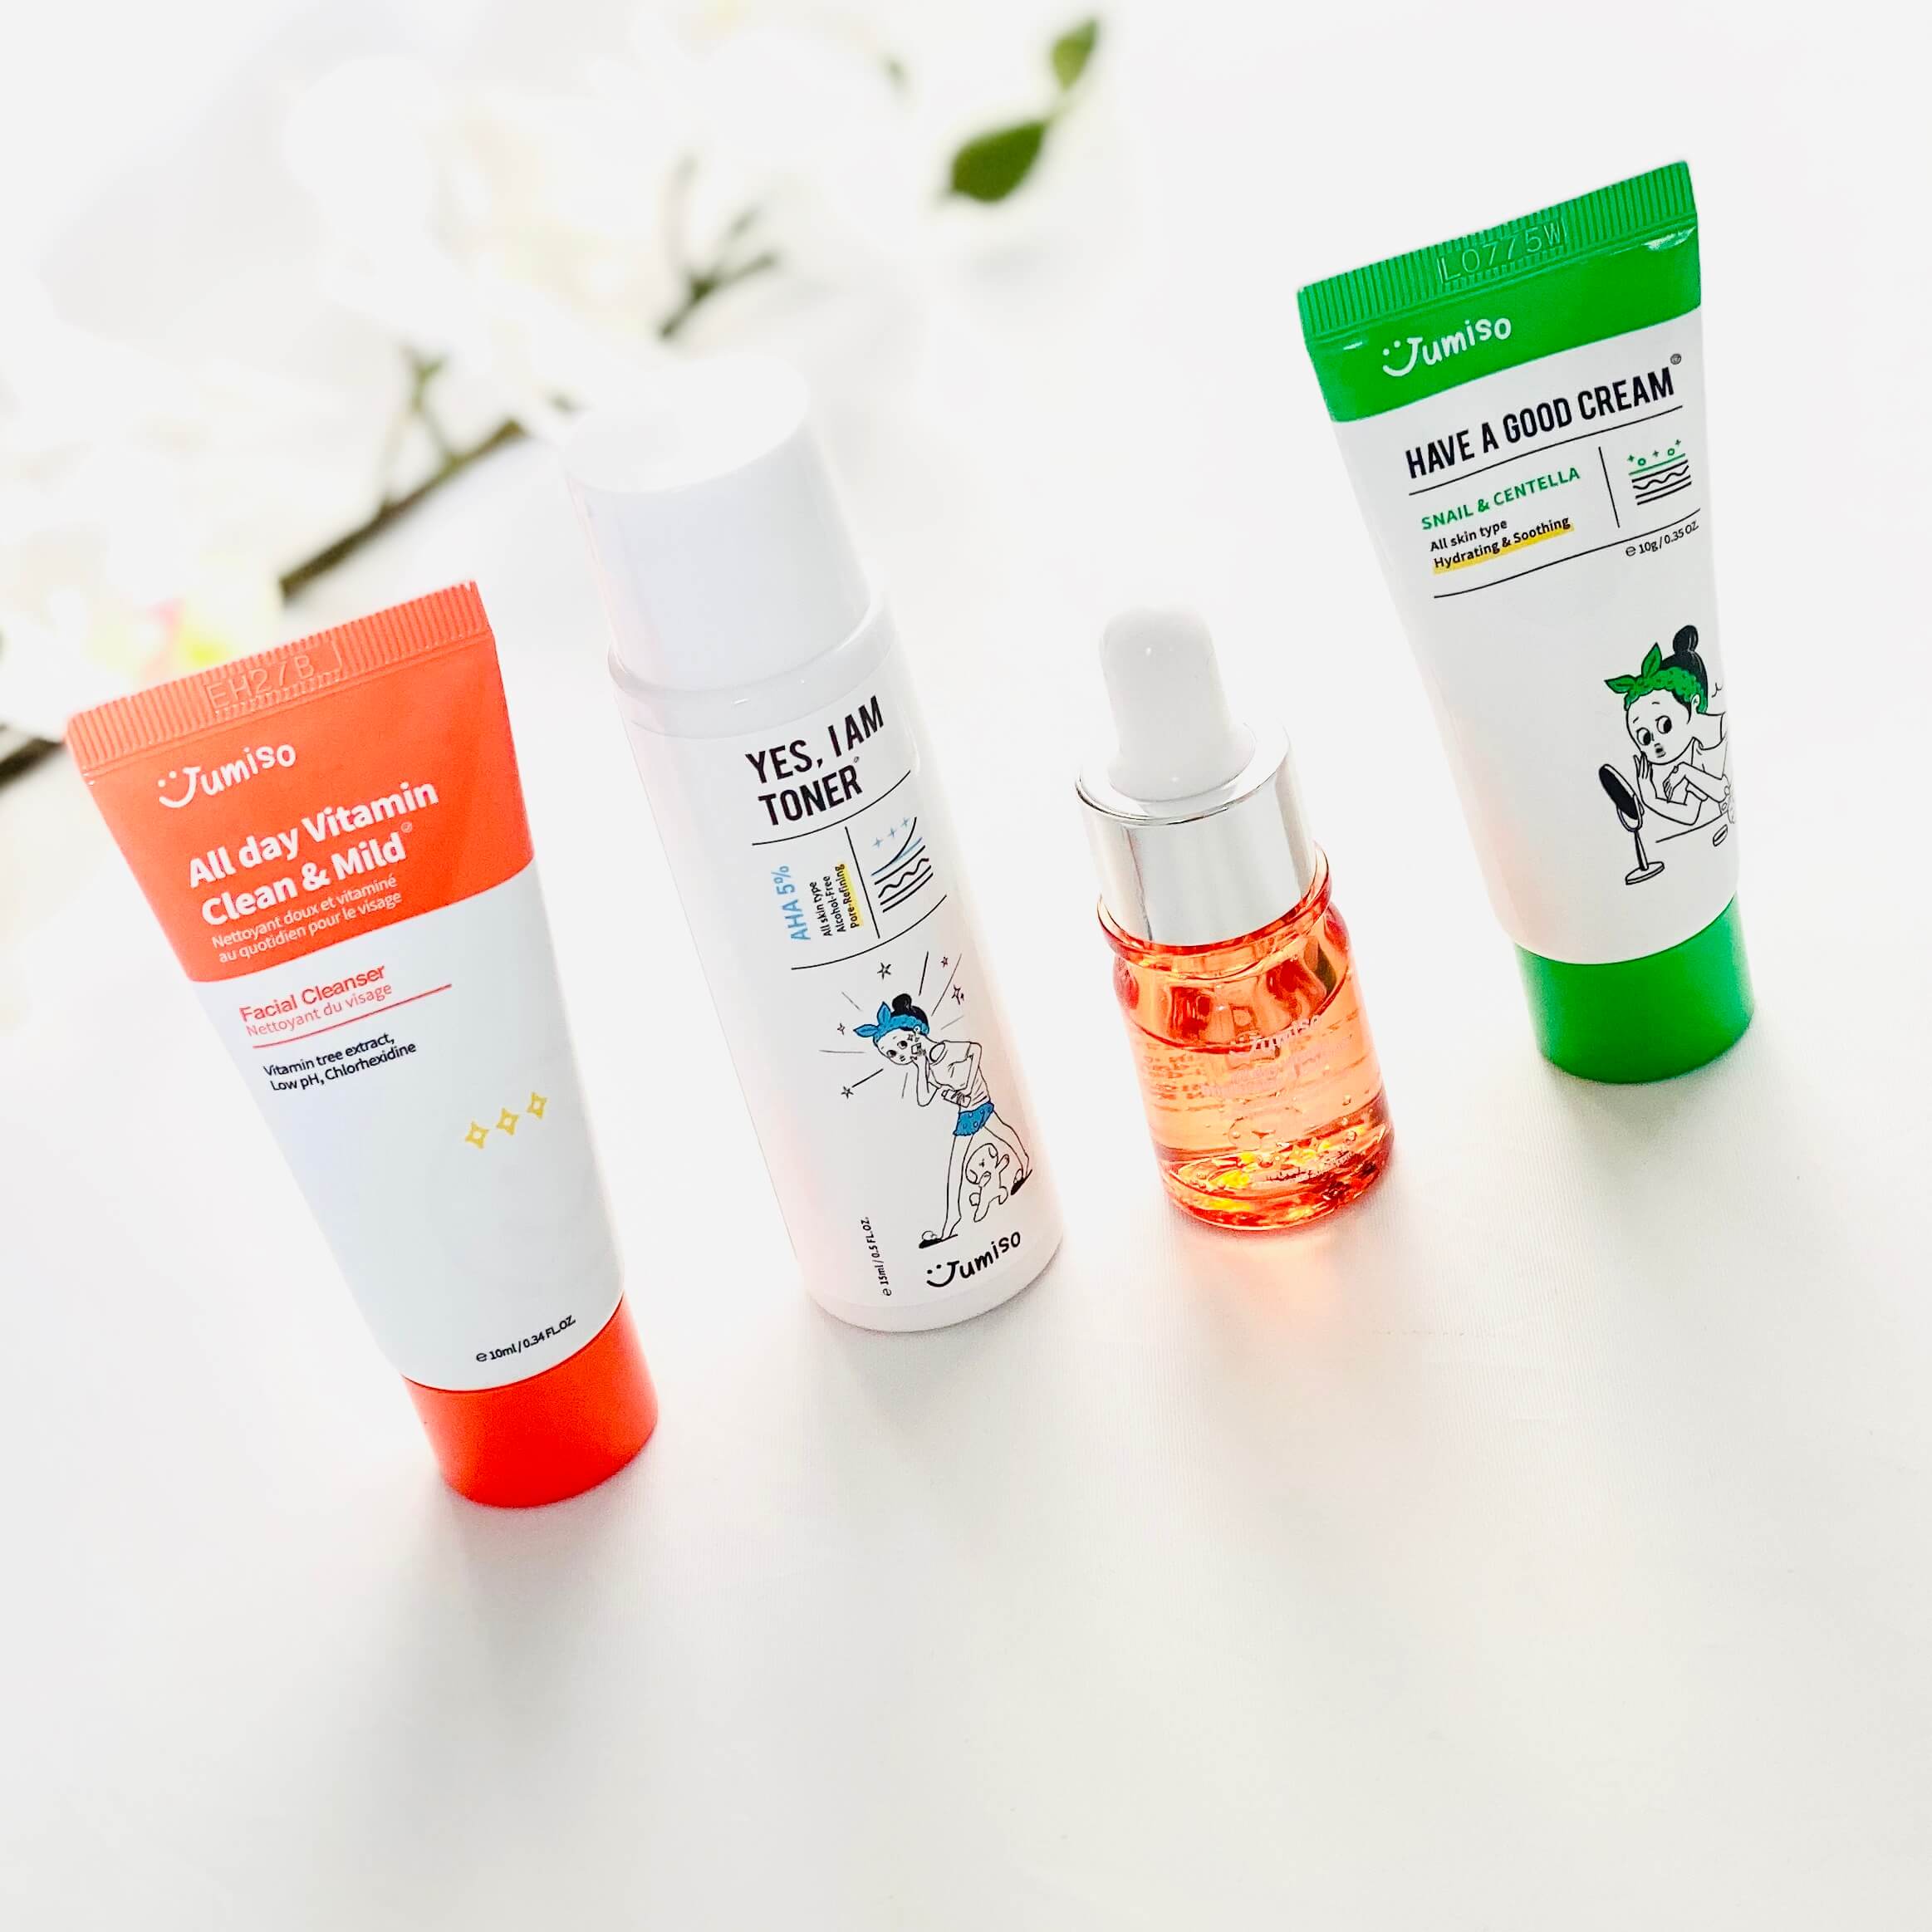 EH27B
Jumiso
All day Vitamin
Clean & Mild
Nettoyant doux et vitaminé
au quotidien pour le visage
Facial Cleanser
Nettoyant du visage
Vitamin tree extract,
Low pH, Chlorhexidine
℮ 10ml / 0.34 FL.OZ.
YES, I AM
TONER
AHA 5%
All skin type
Alcohol-Free
Pore-Refining
℮ 15ml / 0.5 FL.OZ.
Jumiso
Jumiso
L0775W
Jumiso
HAVE A GOOD CREAM
SNAIL & CENTELLA
All skin type
Hydrating & Soothing
℮ 10g / 0.35 OZ.